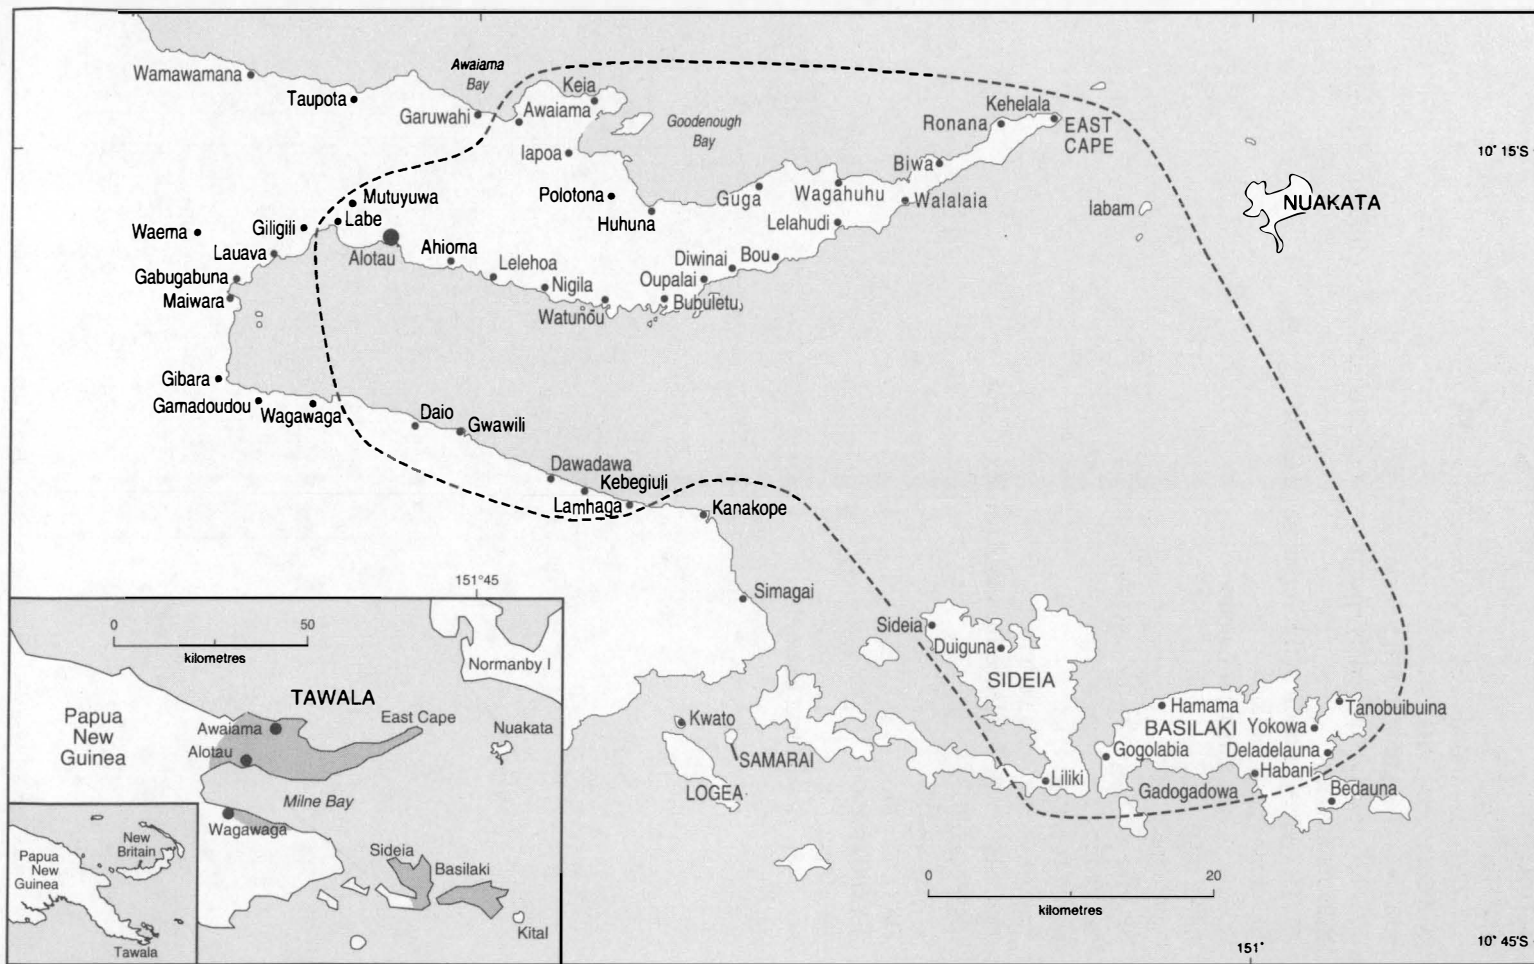 Wamawamana
Taupota
Awaiama
Bay
Garuwahi
Keia
Awaiama
Iapoa
Goodenough
Bay
Kehelala
Ronana
EAST
CAPE
10° 15'S
Biwa
Polotona
Guga
Wagahuhu
Walalaia
Iabam
NUAKATA
Mutuyuwa
Labe
Huhuna
Lelahudi
Waema
Giligili
Lauava
Alotau
Ahioma
Lelehoa
Diwinai
Bou
Gabugabuna
Maiwara
Nigila
Oupalai
Watunou
Bubuletu
Gibara
Gamadoudou
Wagawaga
Daio
Gwawili
Dawadawa
Kebegiuli
Lamhaga
Kanakope
Simagai
Sideia
Duiguna
SIDEIA
Kwato
SAMARAI
LOGEA
Liliki
Hamama
BASILAKI
Yokowa
Tanobuibuina
Gogolabia
Deladelauna
Habani
Gadogadowa
Bedauna
0 20
kilometres
151°
10° 45'S
151°45
0 50
kilometres
Normanby I
TAWALA
Papua
New
Guinea
Awaiama
East Cape
Alotau
Nuakata
Milne Bay
Wagawaga
Sideia
Basilaki
Kital
New
Britain
Papua
New
Guinea
Tawala